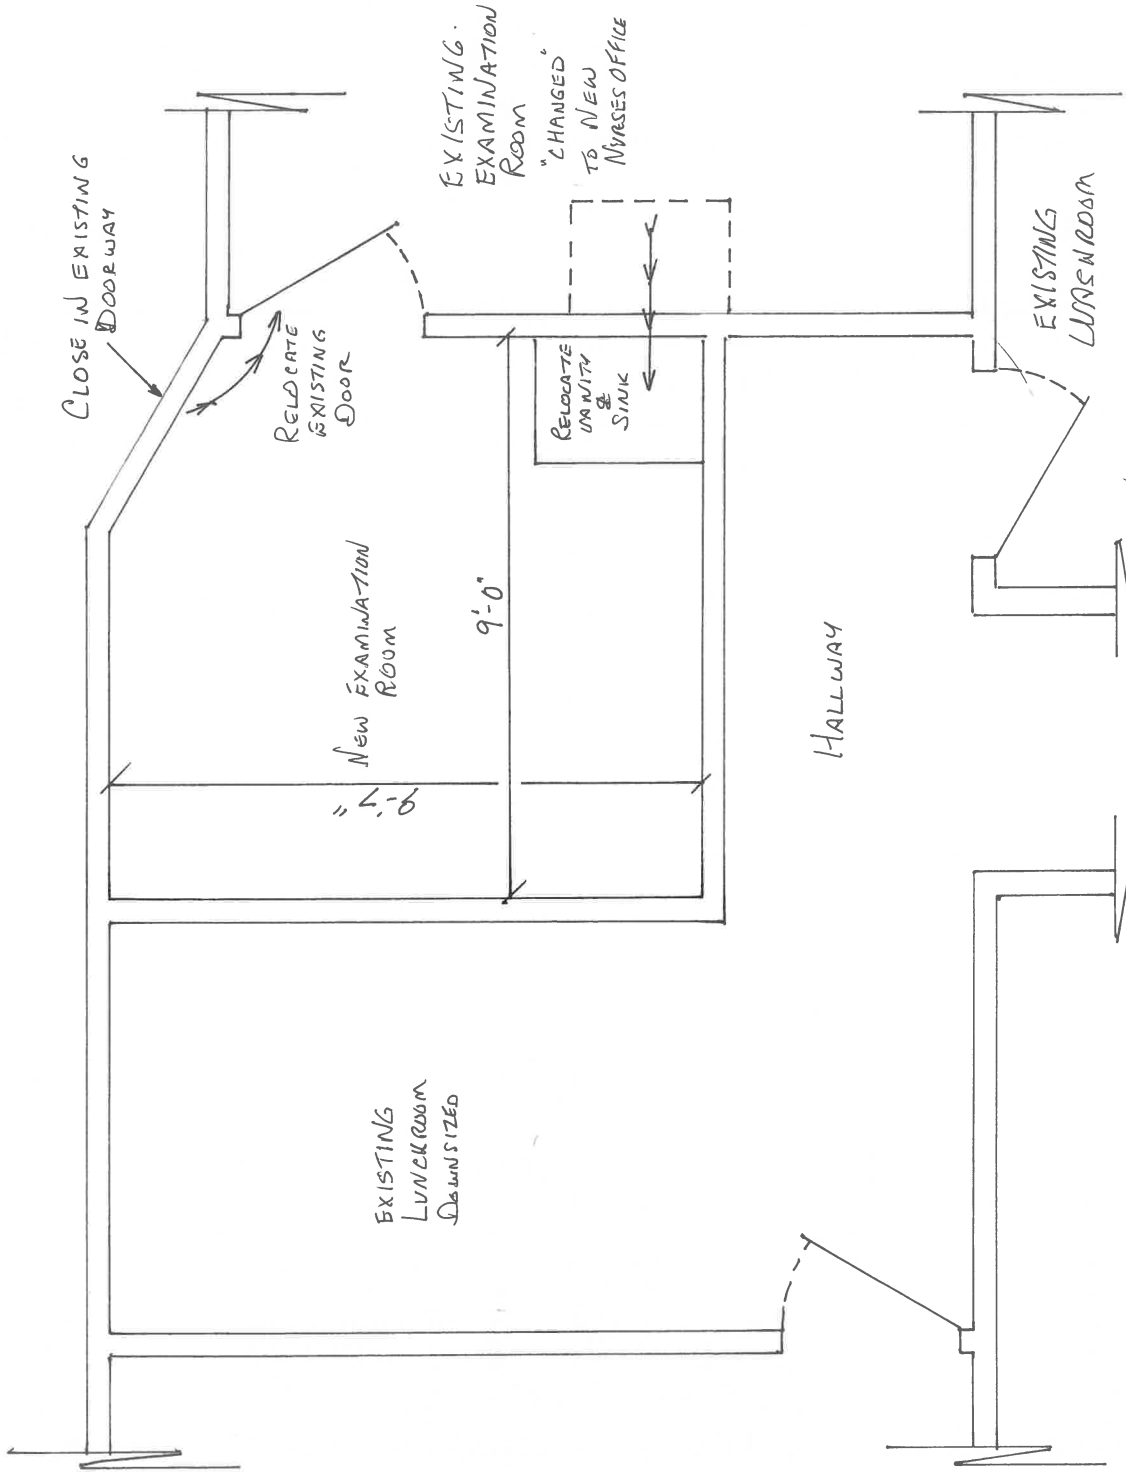 CLOSE IN EXISTING
DOORWAY
EXISTING.
EXAMINATION
ROOM
"CHANGED"
TO NEW
NURSES OFFICE
RELOCATE
EXISTING
DOOR
RELOCATE
VANITY
&
SINK
EXISTING
WASHROOM
NEW EXAMINATION
ROOM
9'-0"
9'-7"
HALLWAY
EXISTING
LUNCHROOM
DOWNSIZED